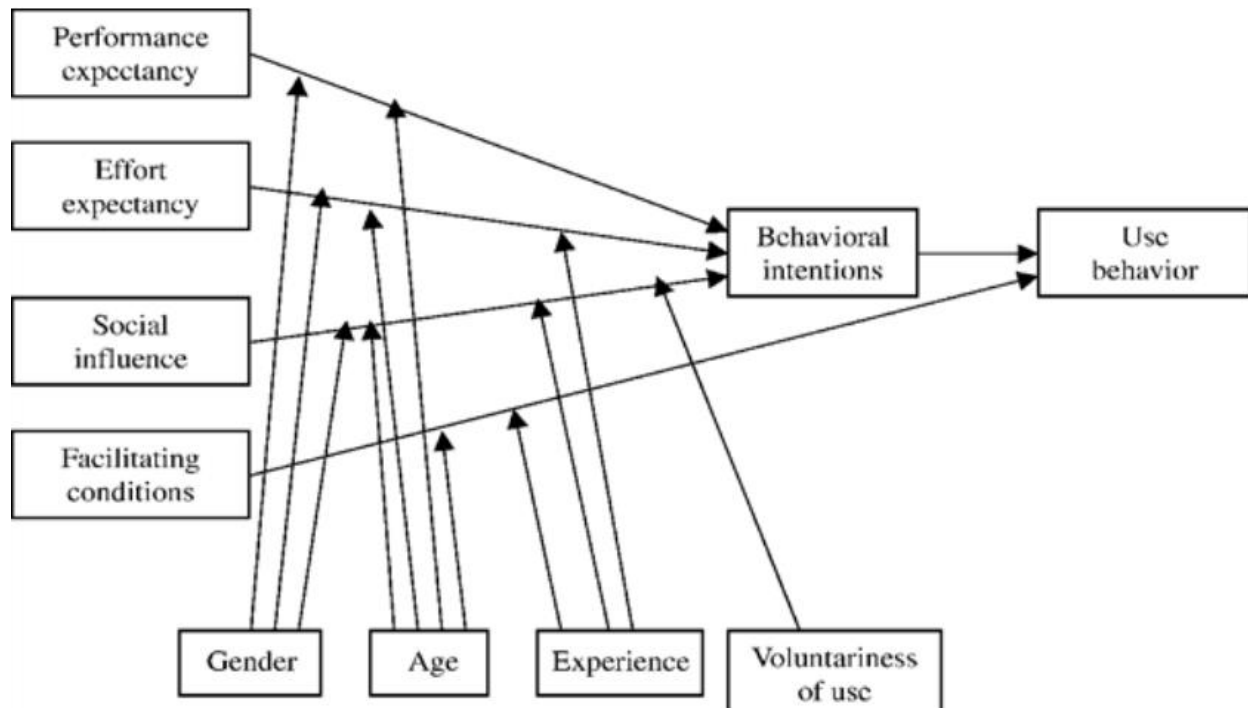 Performance
expectancy
Effort
expectancy
Social
influence
Facilitating
conditions
Behavioral
intentions
Use
behavior
Gender
Age
Experience
Voluntariness
of use